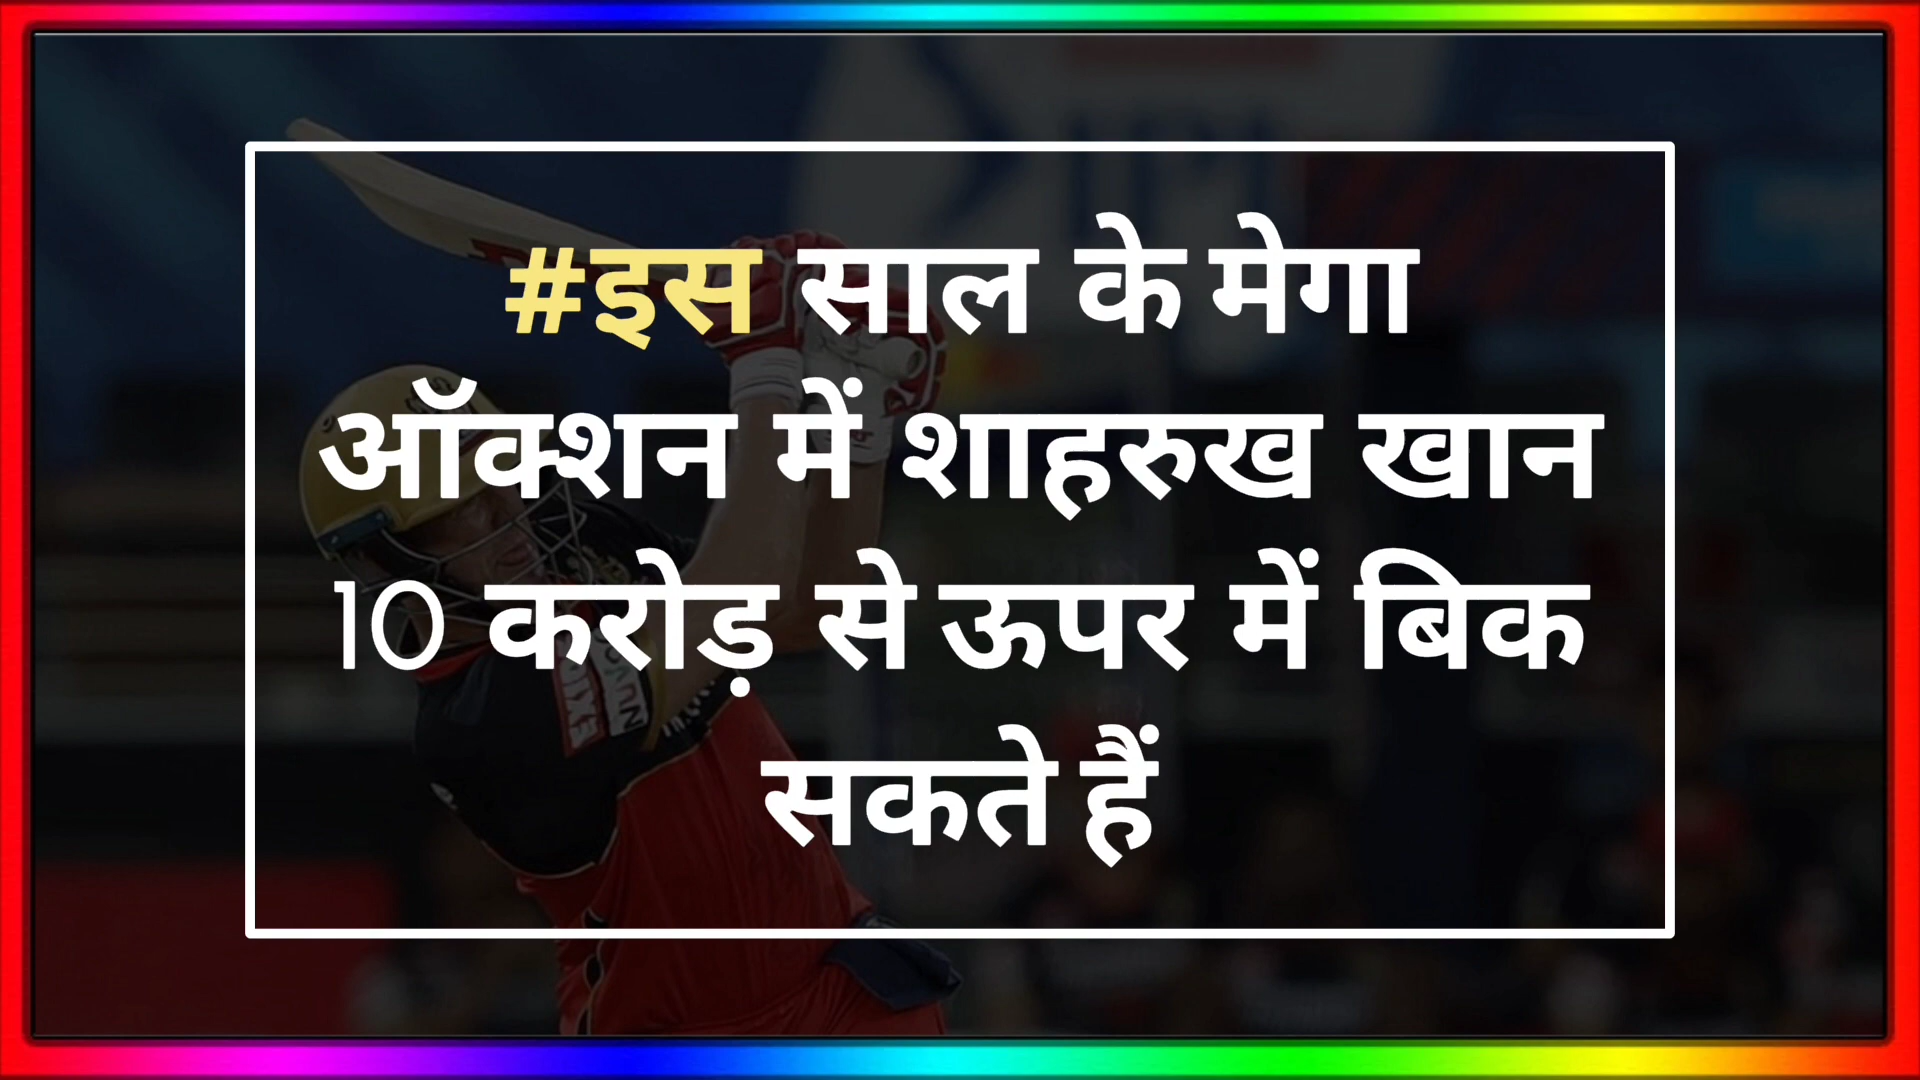 #इस साल के मेगा
ऑक्शन में शाहरुख खान
10 करोड़ से ऊपर में बिक
सकते हैं